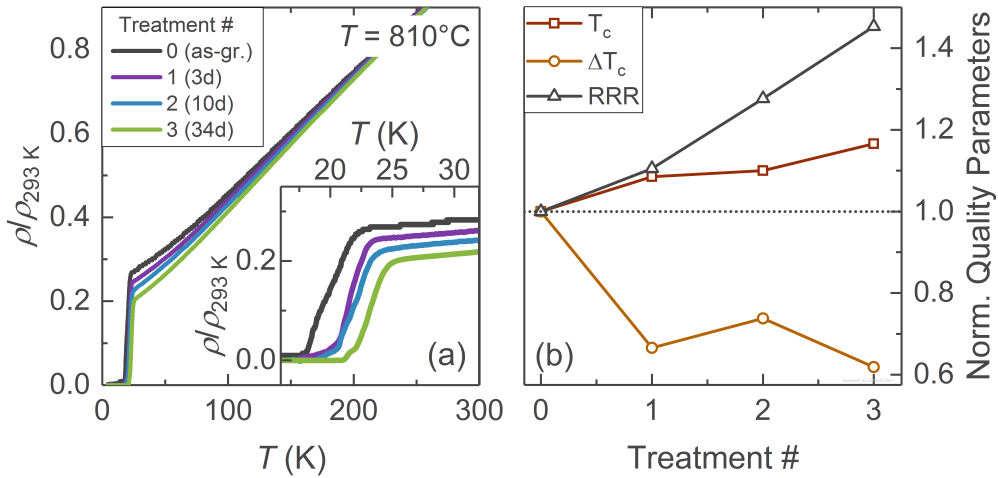 Treatment #
0 (as-gr.)
1 (3d)
2 (10d)
3 (34d)
T = 810°C
0.8
0.6
0.4
0.2
0.0
ρ/ρ293 K
0
100
200
300
T (K)
T (K)
20
25
30
0.2
0.0
ρ/ρ293 K
(a)
Tc
ΔTc
RRR
(b)
0
1
2
3
Treatment #
1.4
1.2
1.0
0.8
0.6
Norm. Quality Parameters